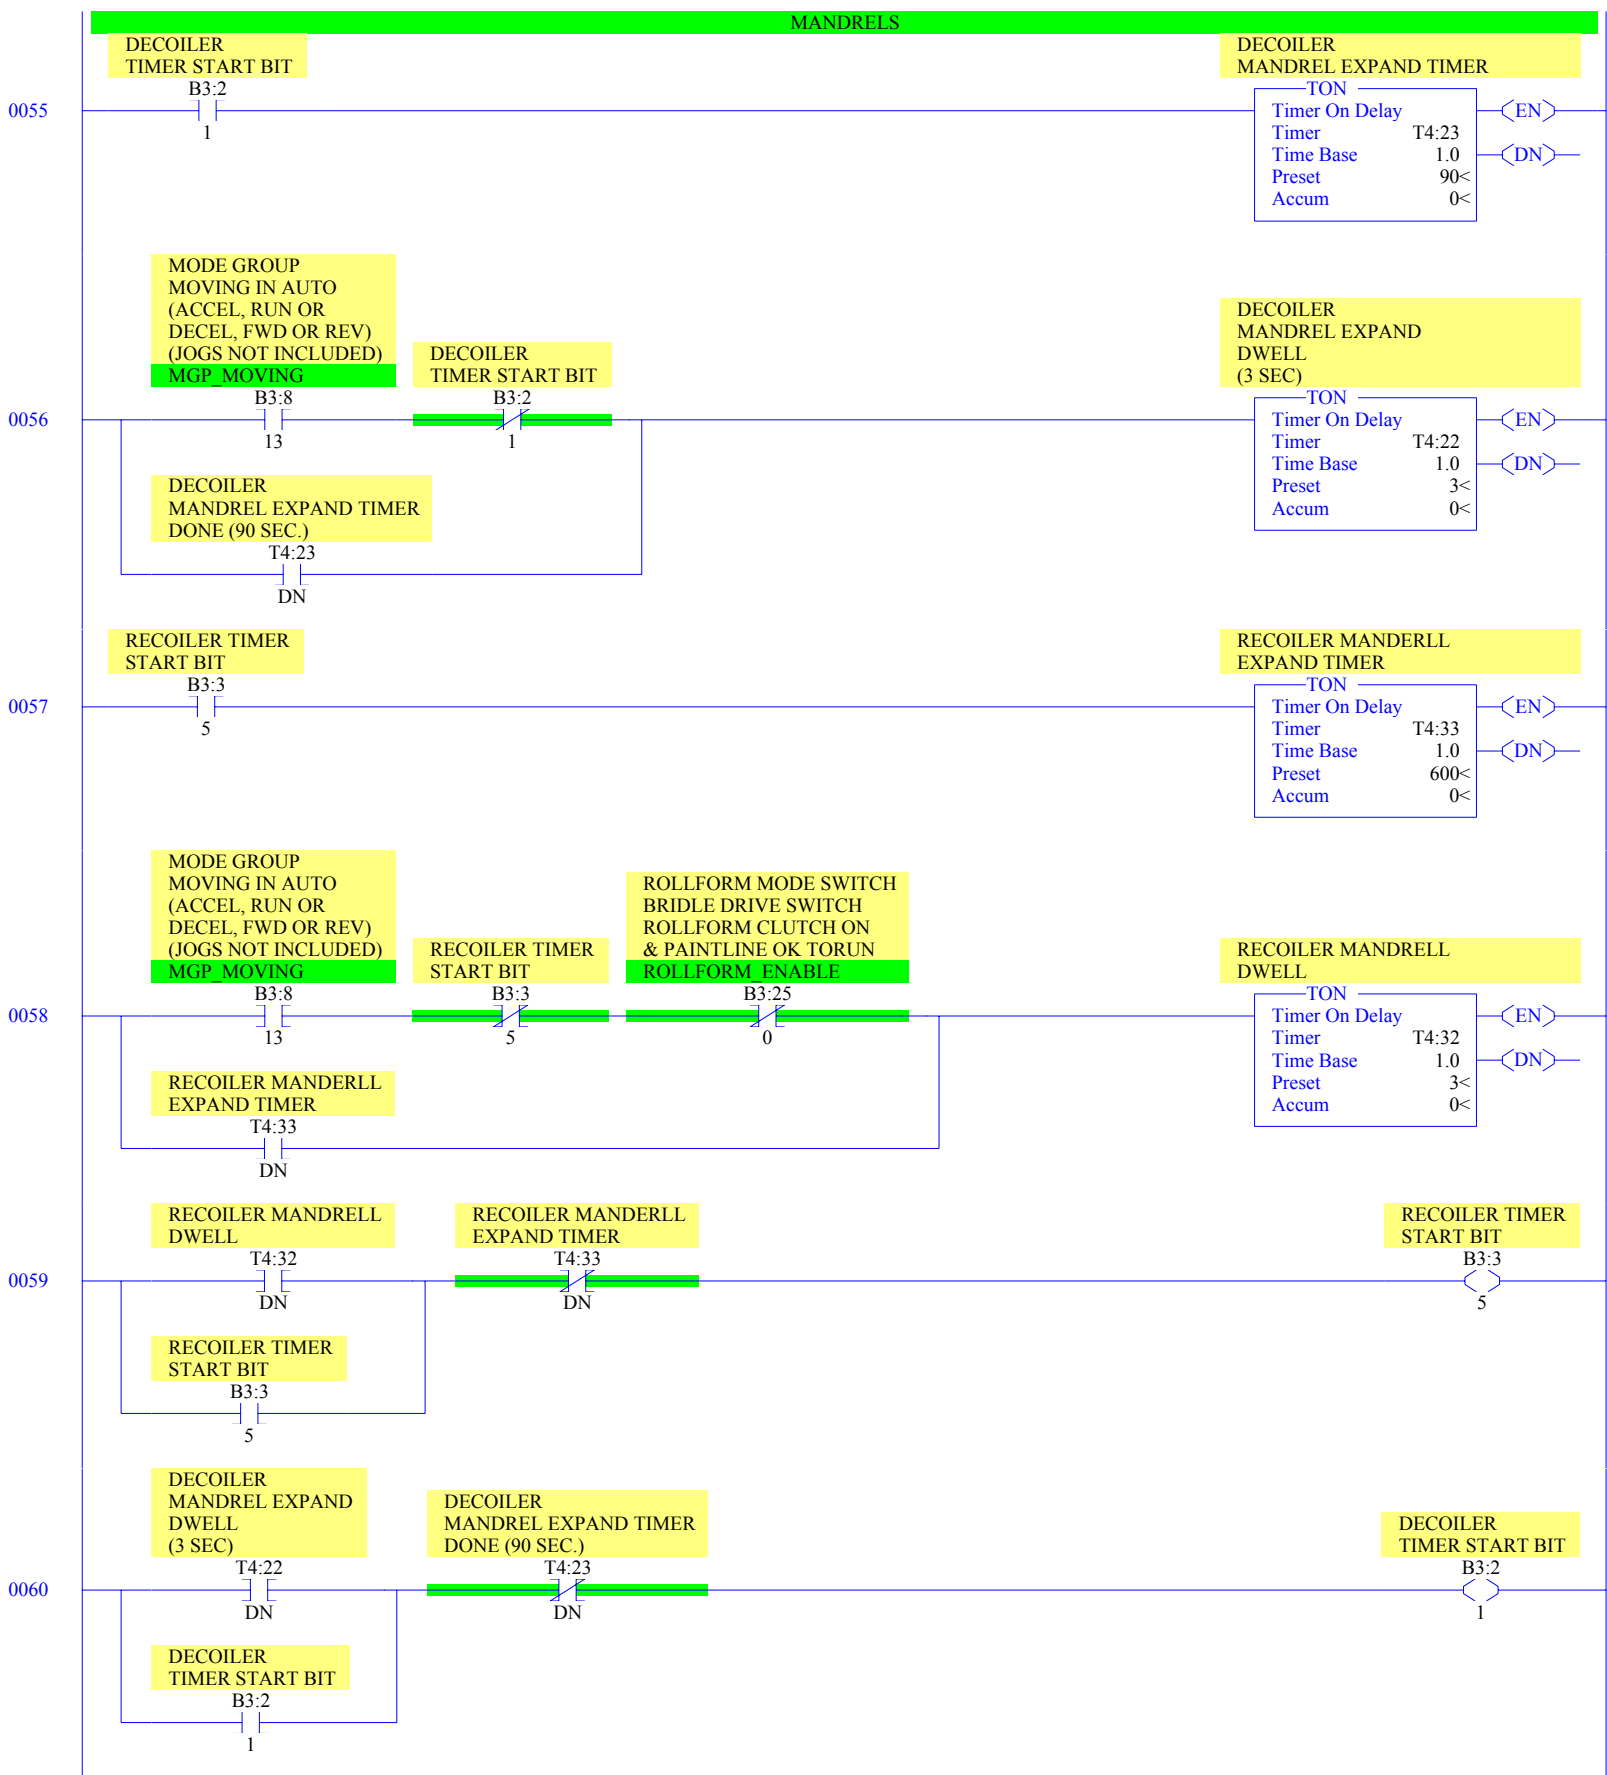 MANDRELS
DECOILER
TIMER START BIT
B3:2
1
DECOILER
MANDREL EXPAND TIMER
0055
TON
Timer On Delay
Timer T4:23
Time Base 1.0
Preset 90<
Accum 0<
EN
DN
MODE GROUP
MOVING IN AUTO
(ACCEL, RUN OR
DECEL, FWD OR REV)
(JOGS NOT INCLUDED)
MGP_MOVING
B3:8
13
DECOILER
TIMER START BIT
B3:2
1
DECOILER
MANDREL EXPAND
DWELL
(3 SEC)
0056
TON
Timer On Delay
Timer T4:22
Time Base 1.0
Preset 3<
Accum 0<
EN
DN
DECOILER
MANDREL EXPAND TIMER
DONE (90 SEC.)
T4:23
DN
RECOILER TIMER
START BIT
B3:3
5
RECOILER MANDERLL
EXPAND TIMER
0057
TON
Timer On Delay
Timer T4:33
Time Base 1.0
Preset 600<
Accum 0<
EN
DN
MODE GROUP
MOVING IN AUTO
(ACCEL, RUN OR
DECEL, FWD OR REV)
(JOGS NOT INCLUDED)
MGP_MOVING
B3:8
13
RECOILER TIMER
START BIT
B3:3
5
ROLLFORM MODE SWITCH
BRIDLE DRIVE SWITCH
ROLLFORM CLUTCH ON
& PAINTLINE OK TORUN
ROLLFORM_ENABLE
B3:25
0
RECOILER MANDRELL
DWELL
0058
TON
Timer On Delay
Timer T4:32
Time Base 1.0
Preset 3<
Accum 0<
EN
DN
RECOILER MANDERLL
EXPAND TIMER
T4:33
DN
RECOILER MANDRELL
DWELL
T4:32
DN
RECOILER MANDERLL
EXPAND TIMER
T4:33
DN
RECOILER TIMER
START BIT
B3:3
5
0059
RECOILER TIMER
START BIT
B3:3
5
DECOILER
MANDREL EXPAND
DWELL
(3 SEC)
T4:22
DN
DECOILER
MANDREL EXPAND TIMER
DONE (90 SEC.)
T4:23
DN
DECOILER
TIMER START BIT
B3:2
1
0060
DECOILER
TIMER START BIT
B3:2
1